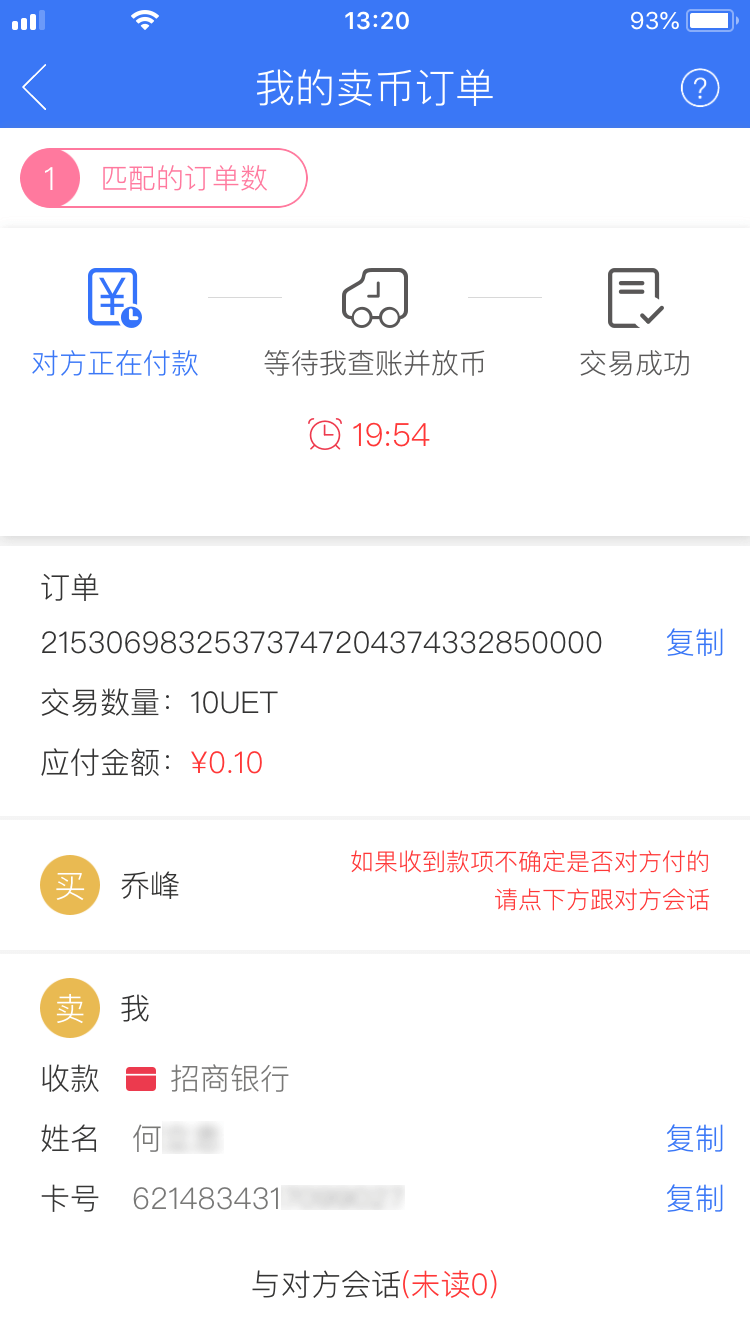 13:20
93%
我的卖币订单
?
1 匹配的订单数
对方正在付款
等待我查账并放币
交易成功
19:54
订单
2153069832537374720437433285​0000 复制
交易数量：10UET
应付金额：¥0.10
买 乔峰
如果收到款项不确定是否对方付的
请点下方跟对方会话
卖 我
收款 招商银行
姓名 何 复制
卡号 621483431 复制
与对方会话(未读0)